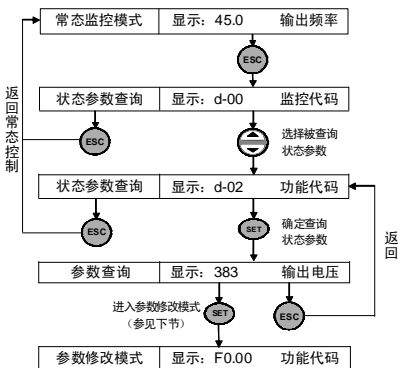 常态监控模式 显示：45.0 输出频率
ESC
状态参数查询 显示：d-00 监控代码
ESC
选择被查询
状态参数
状态参数查询 显示：d-02 功能代码
ESC
SET
确定查询
状态参数
参数查询 显示：383 输出电压
进入参数修改模式
（参见下节）
SET
ESC
参数修改模式 显示：F0.00 功能代码
返回常态控制
返回